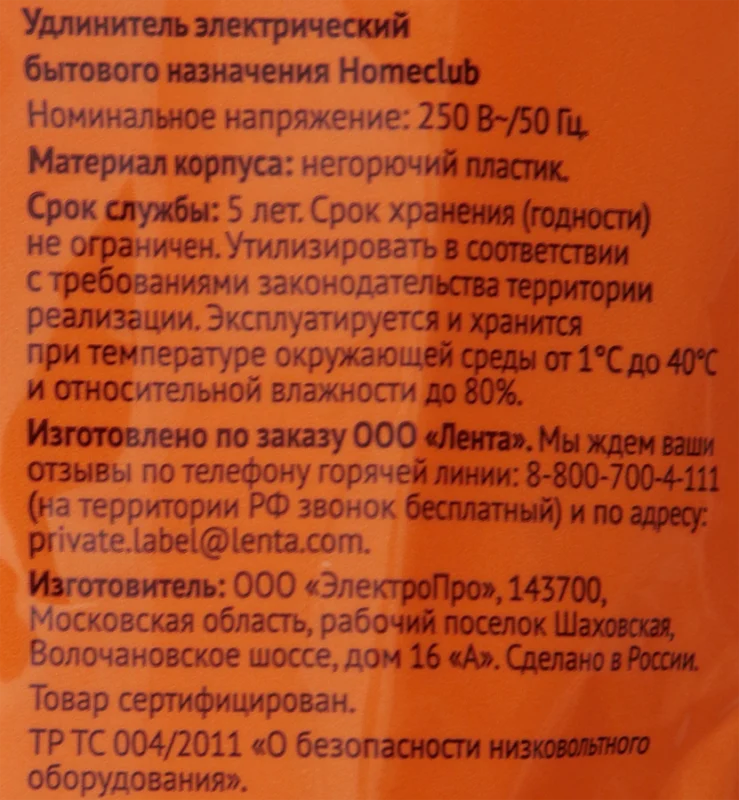 Удлинитель электрический
бытового назначения Homeclub
Номинальное напряжение: 250 В~/50 Гц.
Материал корпуса: негорючий пластик.
Срок службы: 5 лет. Срок хранения (годности)
не ограничен. Утилизировать в соответствии
с требованиями законодательства территории
реализации. Эксплуатируется и хранится
при температуре окружающей среды от 1°С до 40°С
и относительной влажности до 80%.
Изготовлено по заказу ООО «Лента». Мы ждем ваши
отзывы по телефону горячей линии: 8-800-700-4-111
(на территории РФ звонок бесплатный) и по адресу:
private.label@lenta.com.
Изготовитель: ООО «ЭлектроПро», 143700,
Московская область, рабочий поселок Шаховская,
Волочановское шоссе, дом 16 «А». Сделано в России.
Товар сертифицирован.
ТР ТС 004/2011 «О безопасности низковольтного
оборудования».